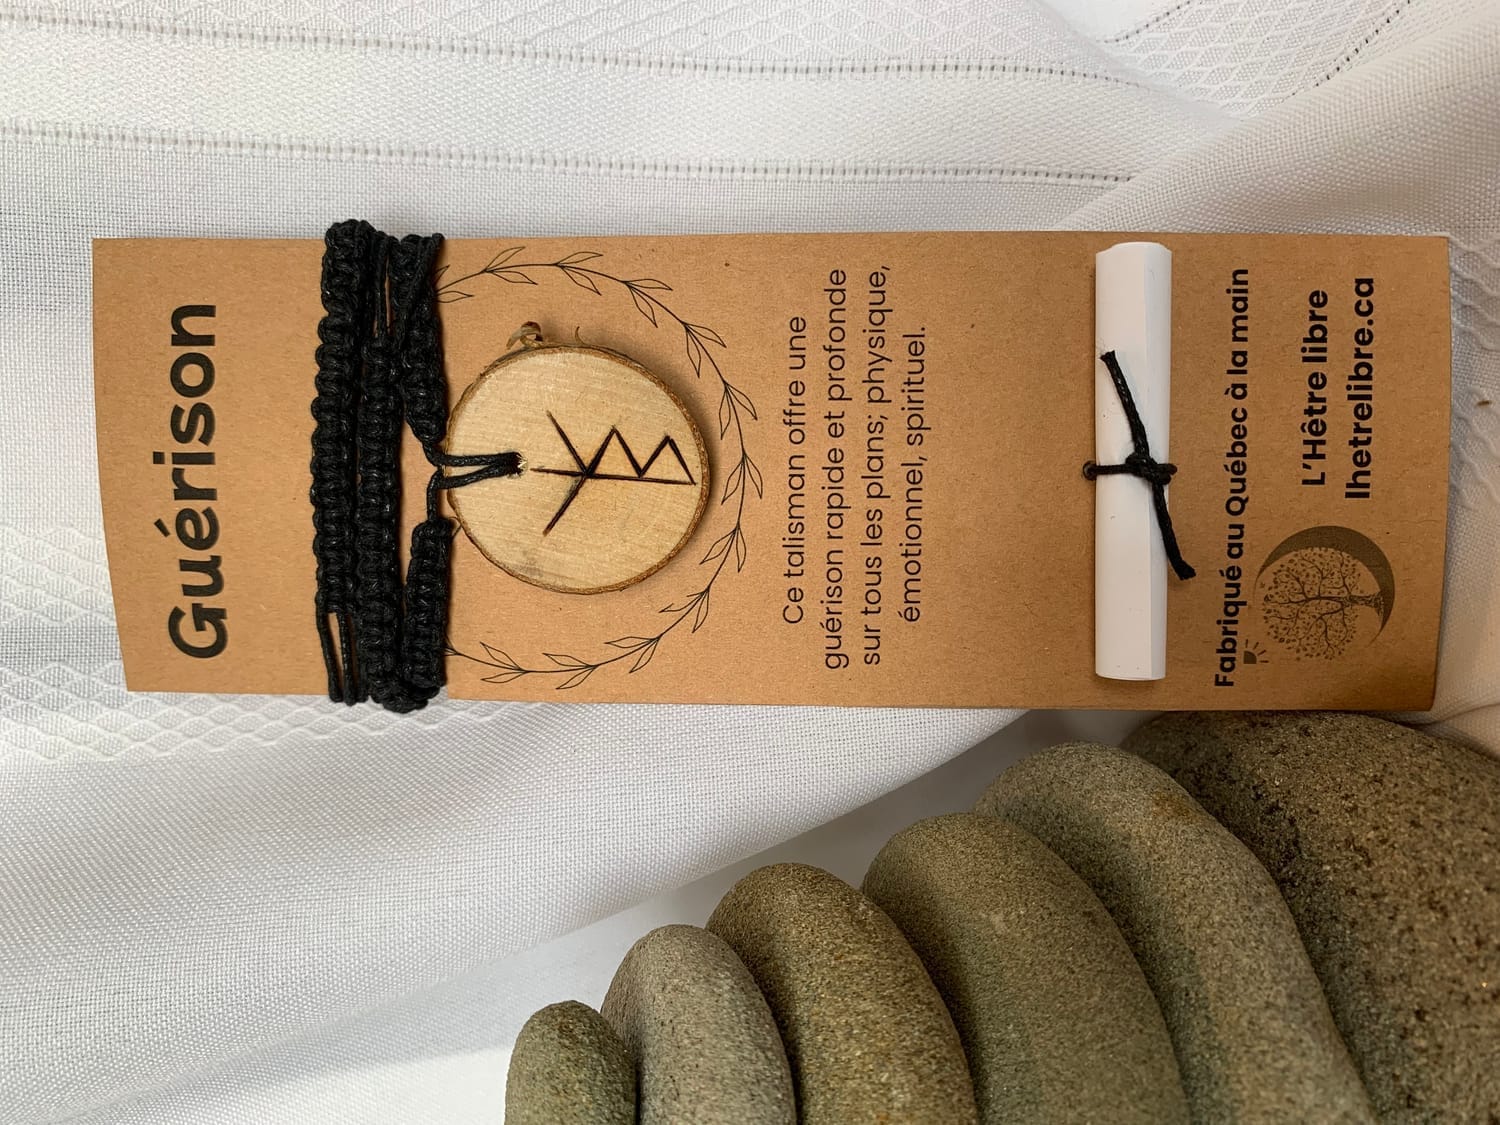 Guérison
Ce talisman offre une
guérison rapide et profonde
sur tous les plans; physique,
émotionnel, spirituel.
Fabriqué au Québec à la main
L'Hêtre libre
lhetrelibre.ca